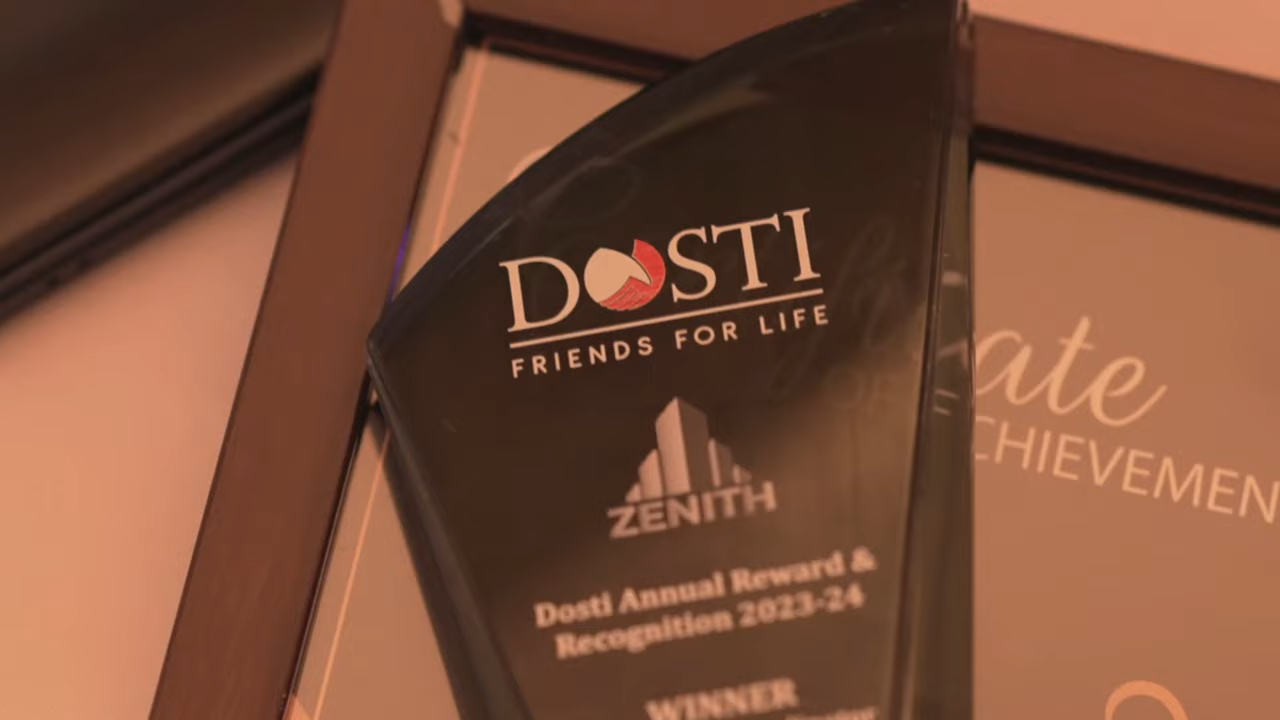 DOSTI
FRIENDS FOR LIFE
ZENITH
Dosti Annual Reward &
Recognition 2023-24
WINNER
ate
CHIEVEMEN